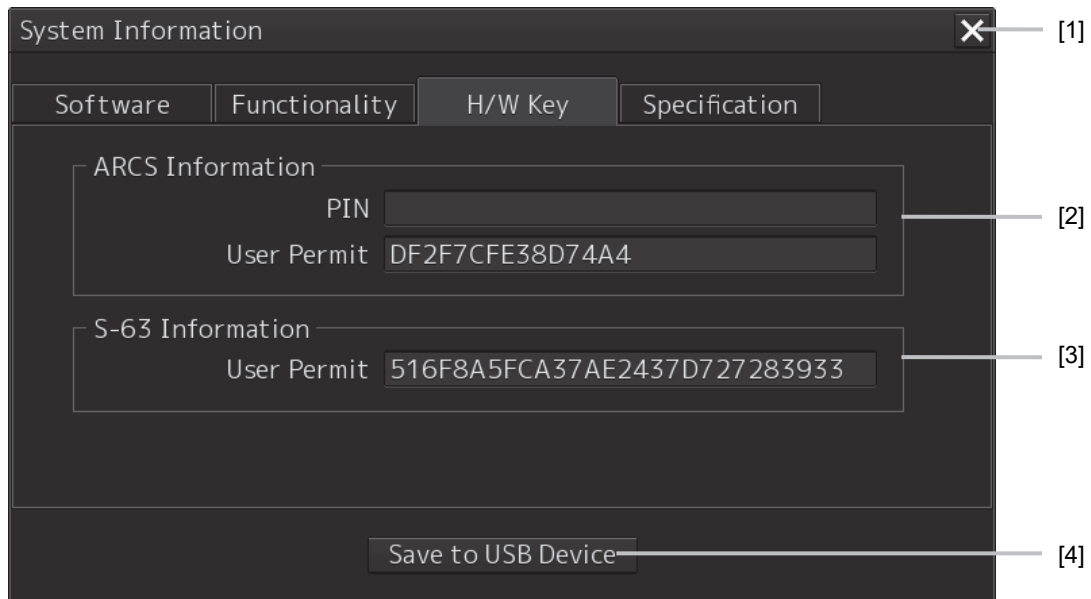 System Information
[1]
Software Functionality H/W Key Specification
ARCS Information
PIN
[2]
User Permit DF2F7CFE38D74A4
S-63 Information
User Permit 516F8A5FCA37AE2437D727283933
[3]
Save to USB Device
[4]